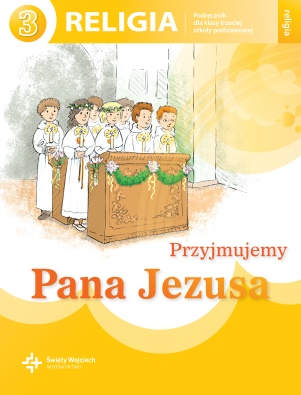 3 RELIGIA
Podręcznik
dla klasy trzeciej
szkoły podstawowej
religia
Przyjmujemy
Pana Jezusa
Święty Wojciech
wydawnictwo